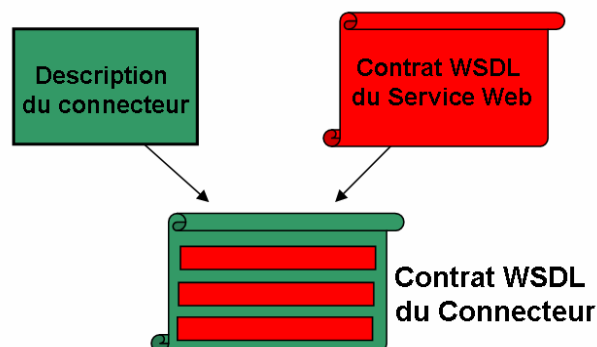 Description
du connecteur
Contrat WSDL
du Service Web
Contrat WSDL
du Connecteur